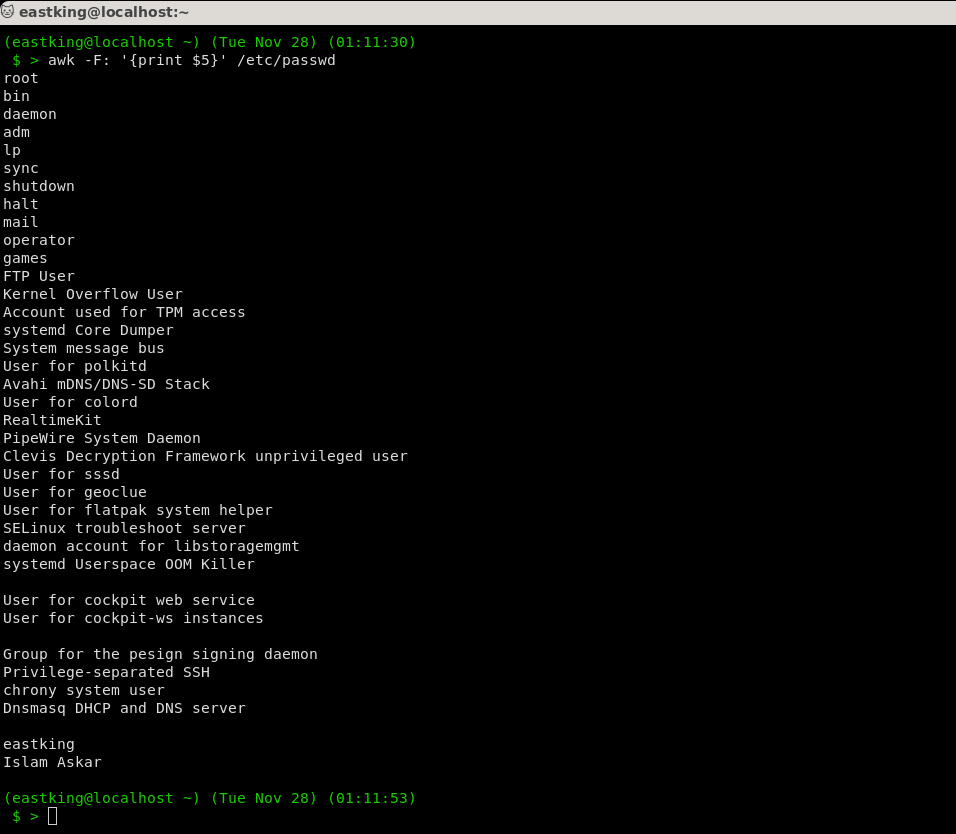 eastking@localhost:~
(eastking@localhost ~) (Tue Nov 28) (01:11:30)
$ > awk -F: '{print $5}' /etc/passwd
root
bin
daemon
adm
lp
sync
shutdown
halt
mail
operator
games
FTP User
Kernel Overflow User
Account used for TPM access
systemd Core Dumper
System message bus
User for polkitd
Avahi mDNS/DNS-SD Stack
User for colord
RealtimeKit
PipeWire System Daemon
Clevis Decryption Framework unprivileged user
User for sssd
User for geoclue
User for flatpak system helper
SELinux troubleshoot server
daemon account for libstoragemgmt
systemd Userspace OOM Killer
User for cockpit web service
User for cockpit-ws instances
Group for the pesign signing daemon
Privilege-separated SSH
chrony system user
Dnsmasq DHCP and DNS server
eastking
Islam Askar
(eastking@localhost ~) (Tue Nov 28) (01:11:53)
$ >